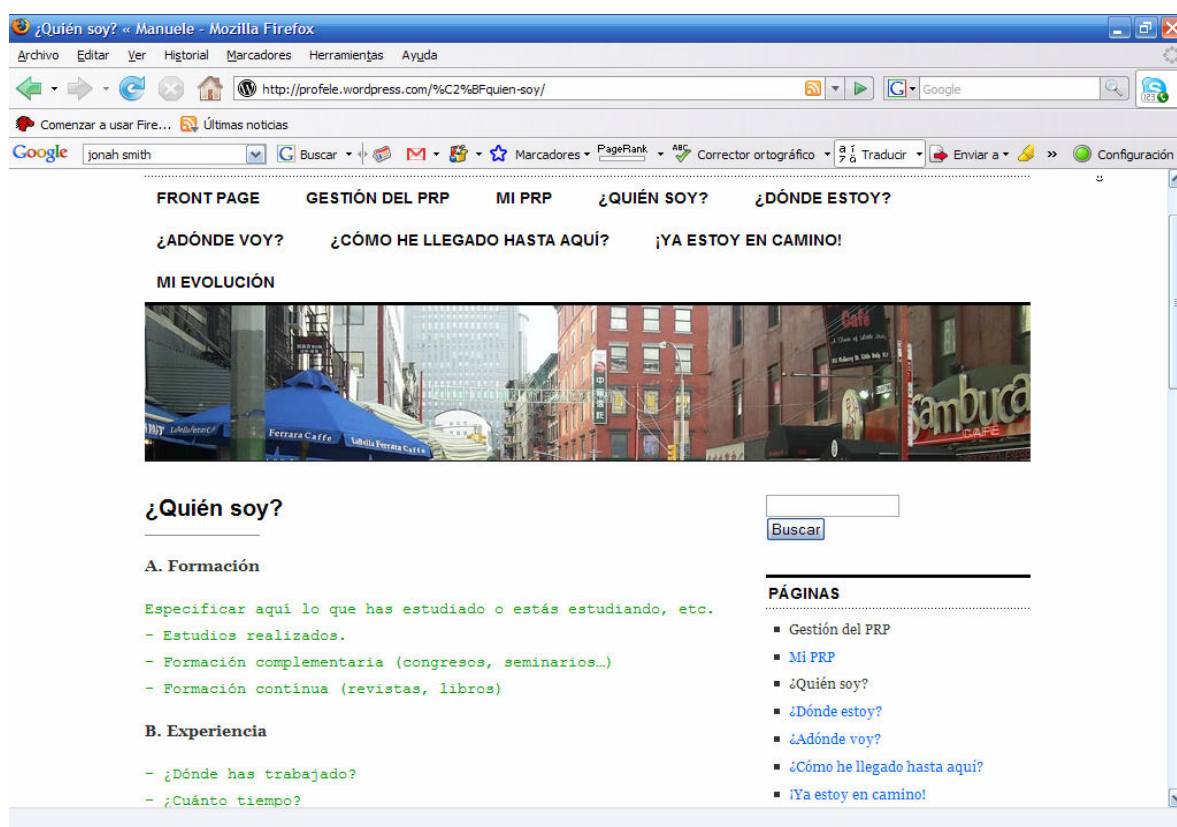 ¿Quién soy? « Manuele - Mozilla Firefox
Archivo Editar Ver Historial Marcadores Herramientas Ayuda
http://profele.wordpress.com/%C2%BFquien-soy/ Google
Comenzar a usar Fire... Últimas noticias
Google jonah smith Buscar Marcadores PageRank Corrector ortográfico Traducir Enviar a » Configuración
FRONT PAGE GESTIÓN DEL PRP MI PRP ¿QUIÉN SOY? ¿DÓNDE ESTOY?
¿ADÓNDE VOY? ¿CÓMO HE LLEGADO HASTA AQUÍ? ¡YA ESTOY EN CAMINO!
MI EVOLUCIÓN
Café
Sambuca
CAFE
Ferrara Caffe
LaBella Ferrara Caffe
¿Quién soy?
A. Formación
Especificar aquí lo que has estudiado o estás estudiando, etc.
- Estudios realizados.
- Formación complementaria (congresos, seminarios…)
- Formación contínua (revistas, libros)
B. Experiencia
- ¿Dónde has trabajado?
- ¿Cuánto tiempo?
Buscar
PÁGINAS
Gestión del PRP
Mi PRP
¿Quién soy?
¿Dónde estoy?
¿Adónde voy?
¿Cómo he llegado hasta aquí?
¡Ya estoy en camino!